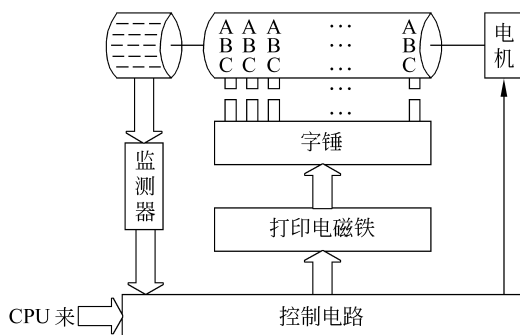 A A A … A
B B B … B
C C C … C
电机
…
字锤
监测器
打印电磁铁
CPU 来
控制电路